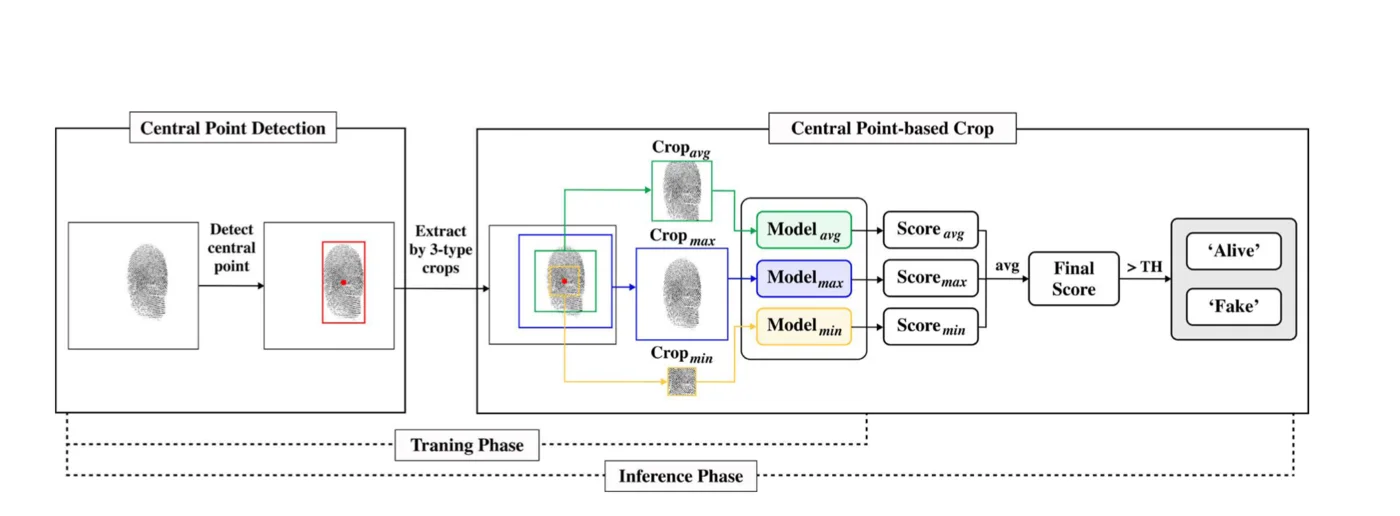 Central Point Detection
Central Point-based Crop
Detect
central
point
Extract
by 3-type
crops
Crop avg
Crop max
Crop min
Model avg
Model max
Model min
Score avg
Score max
Score min
avg
Final
Score
> TH
‘Alive’
‘Fake’
Traning Phase
Inference Phase